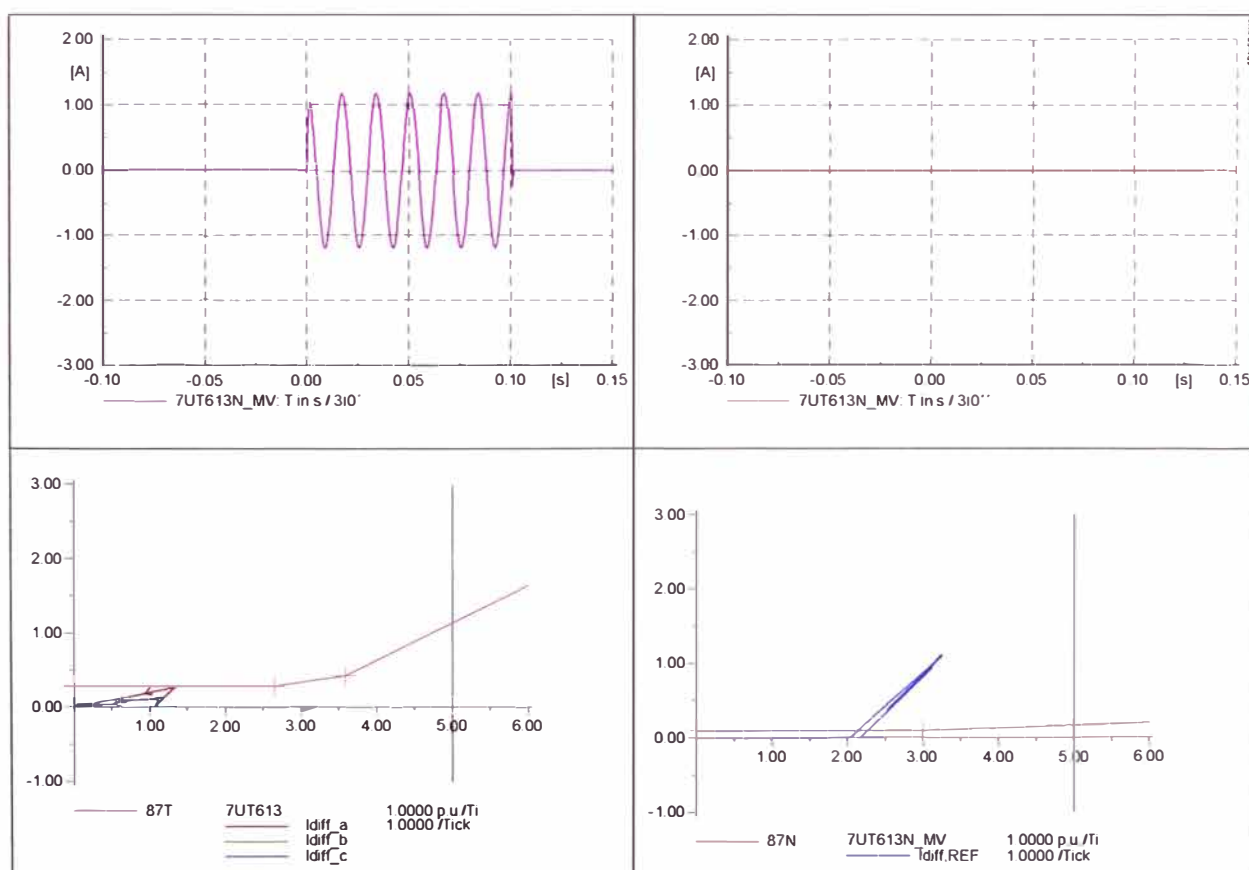 2.00
[A]
1.00
0.00
-1.00
-2.00
-3.00
-0.10 -0.05 0.00 0.05 0.10 [s] 0.15
7UT613N_MV: T in s / 3i0´
2.00
[A]
1.00
0.00
-1.00
-2.00
-3.00
-0.10 -0.05 0.00 0.05 0.10 [s] 0.15
7UT613N_MV: T in s / 3i0´´
3.00
2.00
1.00
0.00
1.00 2.00 3.00 4.00 5.00 6.00
-1.00
87T 7UT613 1.0000 p.u./Ti
Idiff_a 1.0000 /Tick
Idiff_b
Idiff_c
3.00
2.00
1.00
0.00
1.00 2.00 3.00 4.00 5.00 6.00
-1.00
87N 7UT613N_MV 1.0000 p.u./Ti
Idiff,REF 1.0000 /Tick